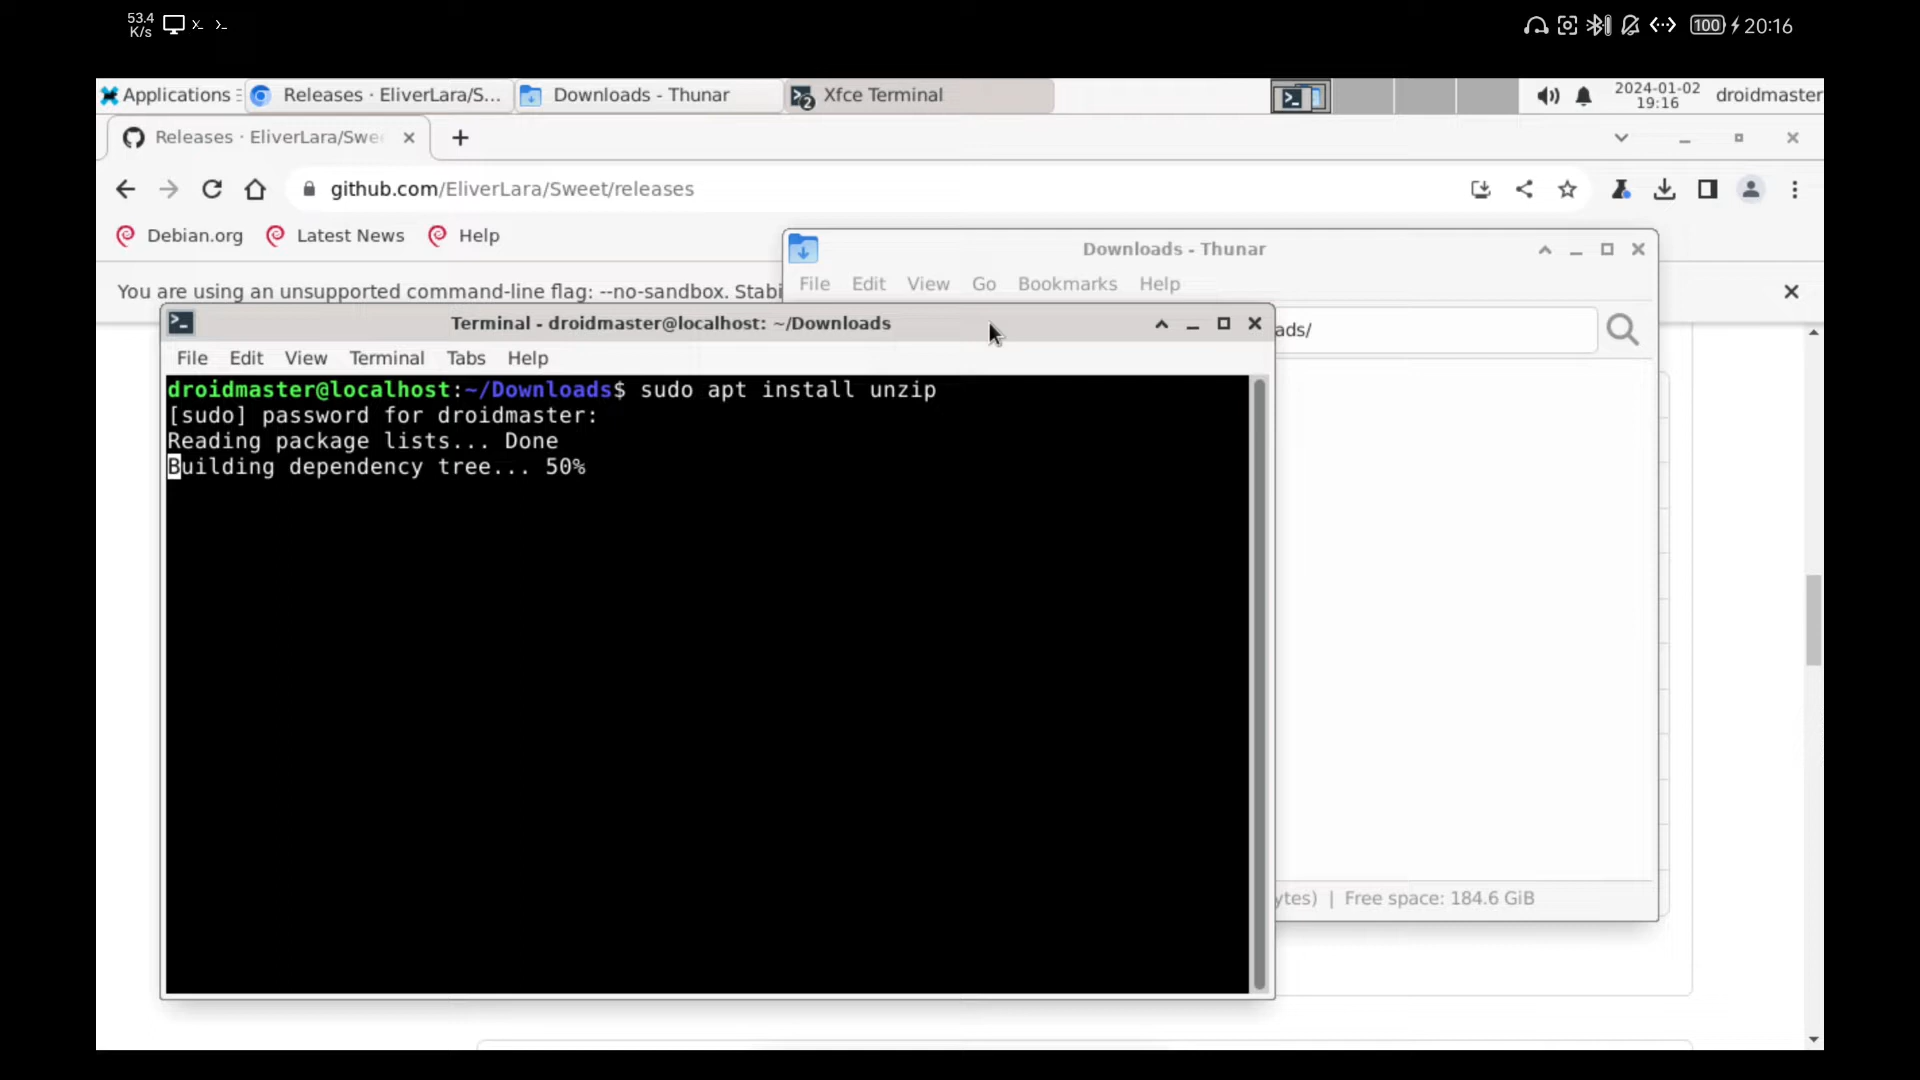 53.4
K/s
100 20:16
Applications
Releases · EliverLara/S...
Downloads - Thunar
2 Xfce Terminal
2024-01-02
19:16
droidmaster
Releases · EliverLara/Swe
github.com/EliverLara/Sweet/releases
Debian.org
Latest News
Help
Downloads - Thunar
File Edit View Go Bookmarks Help
You are using an unsupported command-line flag: --no-sandbox. Stabi
ads/
Terminal - droidmaster@localhost: ~/Downloads
File Edit View Terminal Tabs Help
droidmaster@localhost:~/Downloads$ sudo apt install unzip
[sudo] password for droidmaster:
Reading package lists... Done
Building dependency tree... 50%
ytes) | Free space: 184.6 GiB